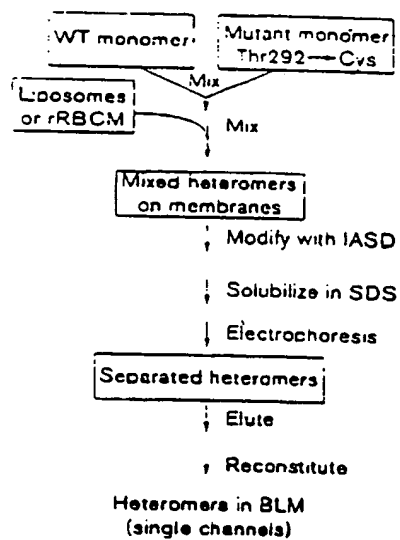 WT monomer
Mutant monomer
Thr292→Cys
Mix
Liposomes
or rRBCM
Mix
Mixed heteromers
on membranes
Modify with IASD
Solubilize in SDS
Electrophoresis
Separated heteromers
Elute
Reconstitute
Heteromers in BLM
(single channels)